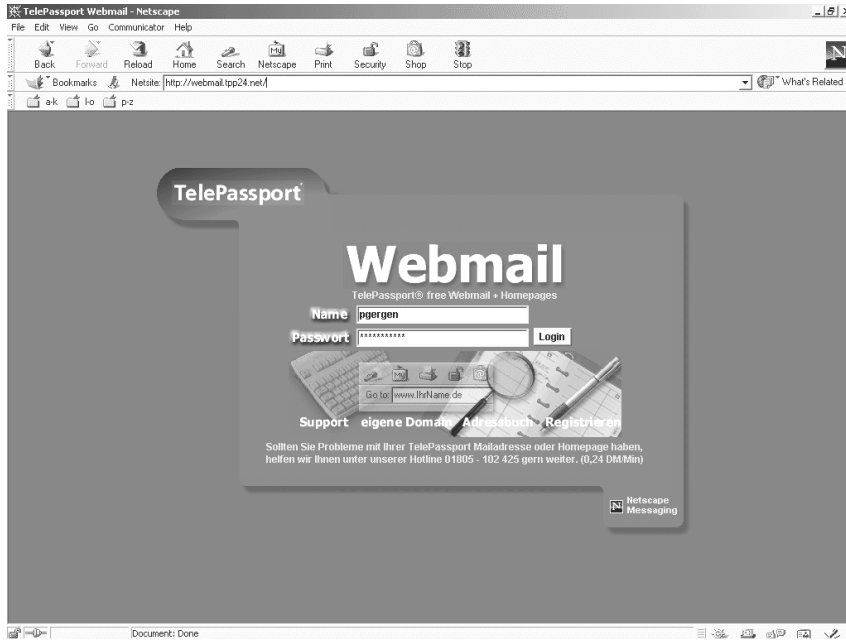 TelePassport Webmail - Netscape
File Edit View Go Communicator Help
Back Forward Reload Home Search Netscape Print Security Shop Stop
My
N
Bookmarks Netsite: http://webmail.tpp24.net/ What's Related
a-k l-o p-z
TelePassport
Webmail
TelePassport® free Webmail + Homepages
Name pgergen
Passwort *********** Login
My
Go to: www.IhrName.de
Support eigene Domain Adressbuch Registrieren
Sollten Sie Probleme mit Ihrer TelePassport Mailadresse oder Homepage haben,
helfen wir Ihnen unter unserer Hotline 01805 - 102 425 gern weiter. (0,24 DM/Min)
N Netscape
Messaging
Document: Done